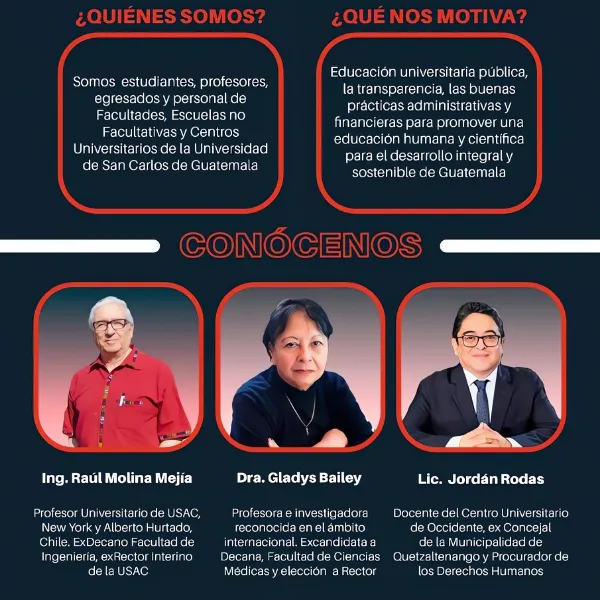 ¿QUIÉNES SOMOS?
Somos estudiantes, profesores,
egresados y personal de
Facultades, Escuelas no
Facultativas y Centros
Universitarios de la Universidad
de San Carlos de Guatemala
¿QUÉ NOS MOTIVA?
Educación universitaria pública,
la transparencia, las buenas
prácticas administrativas y
financieras para promover una
educación humana y científica
para el desarrollo integral y
sostenible de Guatemala
CONÓCENOS
Ing. Raúl Molina Mejía
Profesor Universitario de USAC,
New York y Alberto Hurtado,
Chile. ExDecano Facultad de
Ingeniería, exRector Interino
de la USAC
Dra. Gladys Bailey
Profesora e investigadora
reconocida en el ámbito
internacional. Excandidata a
Decana, Facultad de Ciencias
Médicas y elección a Rector
Lic. Jordán Rodas
Docente del Centro Universitario
de Occidente, ex Concejal
de la Municipalidad de
Quetzaltenango y Procurador de
los Derechos Humanos